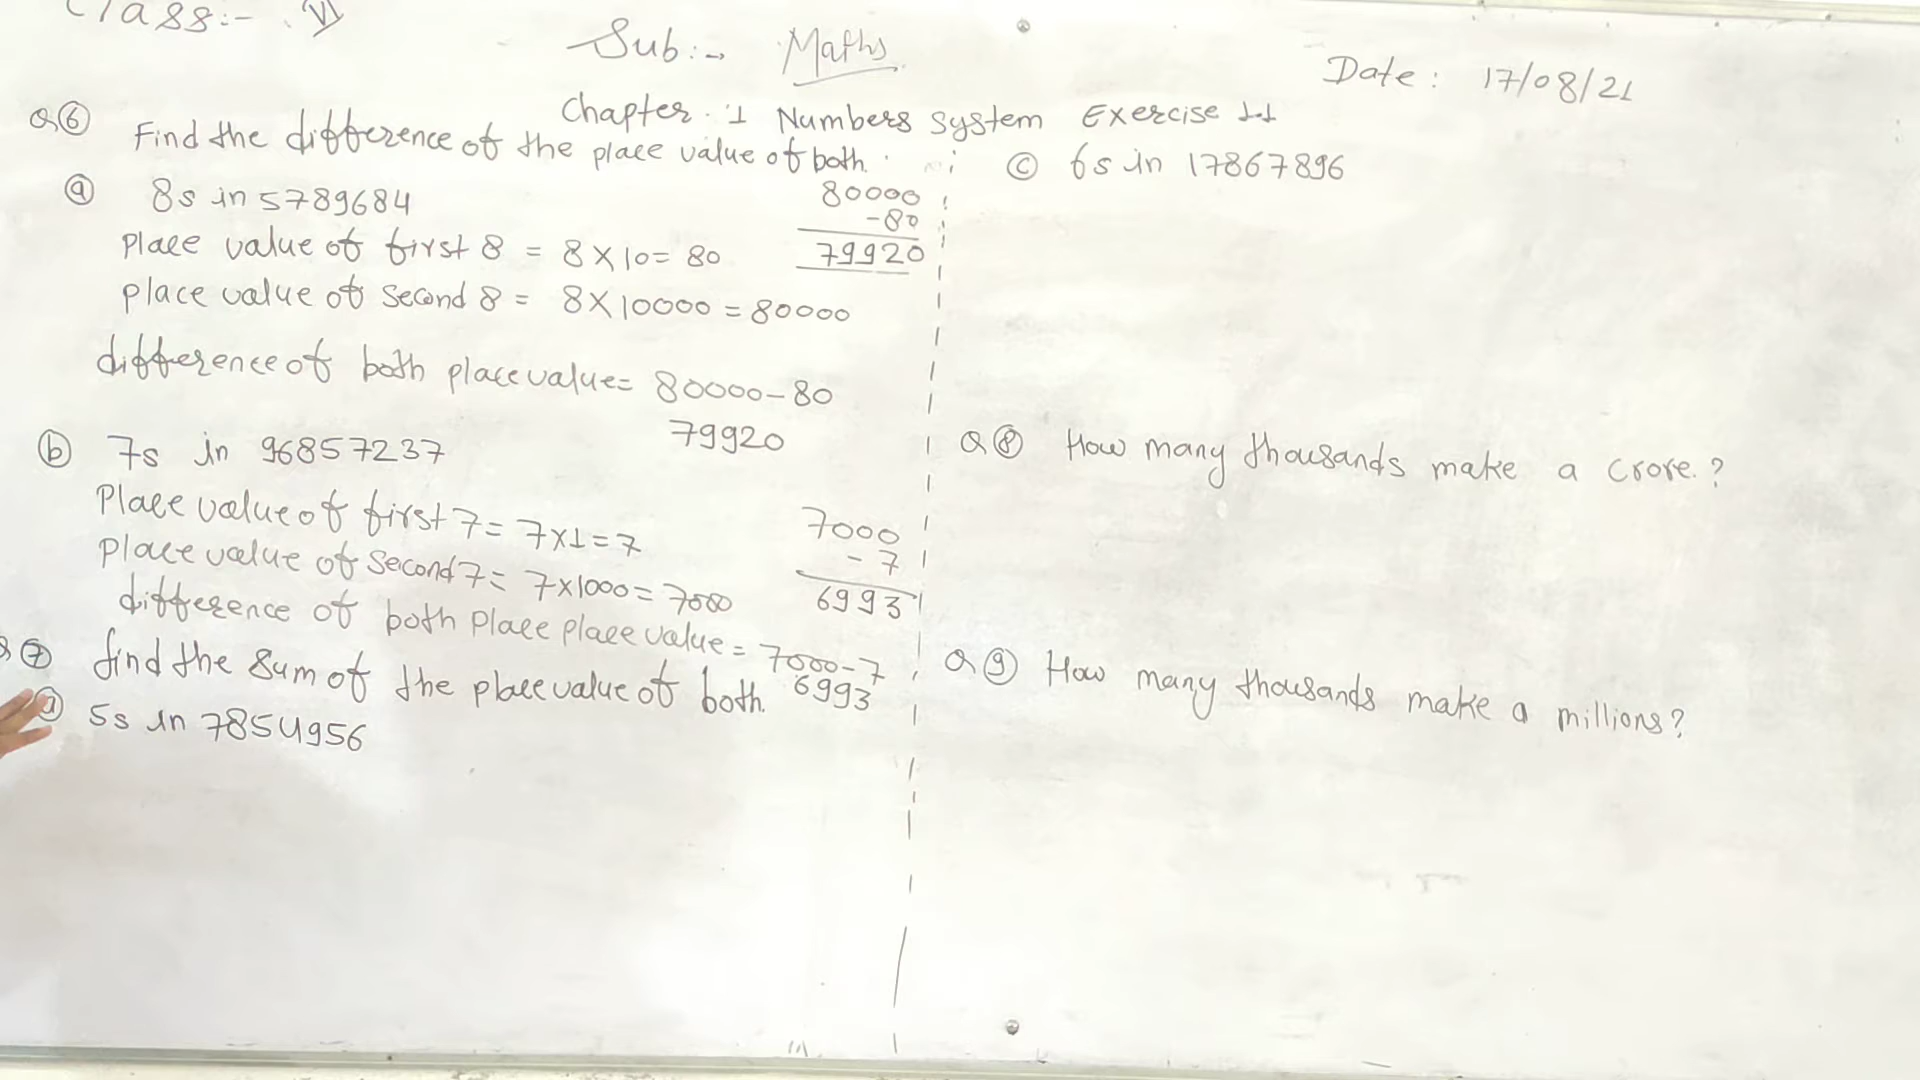 Class:- VI
Sub:- Maths
Date: 17/08/21
Chapter. 1 Numbers system Exercise 1.1
Q⑥ Find the difference of the place value of both.
ⓐ 8s in 5789684
place value of first 8 = 8×10= 80
place value of Second 8 = 8×10000 = 80000
difference of both place value= 80000-80
79920
80000
-80
79920
ⓑ 7s in 96857237
Place value of first 7= 7×1=7
place value of Second 7= 7×1000= 7000
difference of both place place value = 7000-7
6993
7000
-7
6993
Q⑦ find the sum of the place value of both.
ⓐ 5s in 7854956
ⓒ 6s in 17867896
Q⑧ How many thousands make a crore.?
Q⑨ How many thousands make a millions?